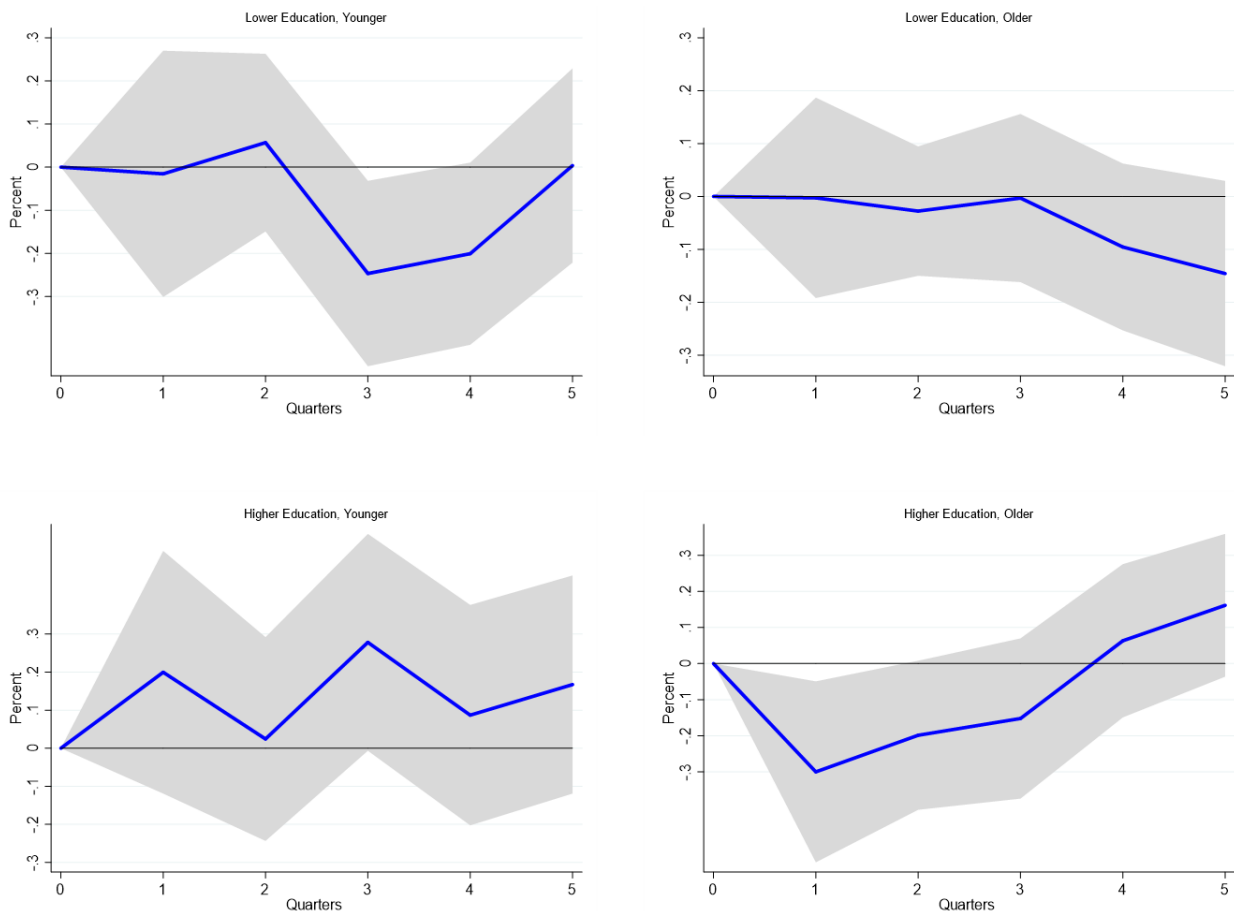 Lower Education, Younger
Percent
.3
.2
.1
0
-.1
-.2
-.3
0 1 2 3 4 5
Quarters
Lower Education, Older
Percent
.3
.2
.1
0
-.1
-.2
-.3
0 1 2 3 4 5
Quarters
Higher Education, Younger
Percent
.3
.2
.1
0
-.1
-.2
-.3
0 1 2 3 4 5
Quarters
Higher Education, Older
Percent
.3
.2
.1
0
-.1
-.2
-.3
0 1 2 3 4 5
Quarters